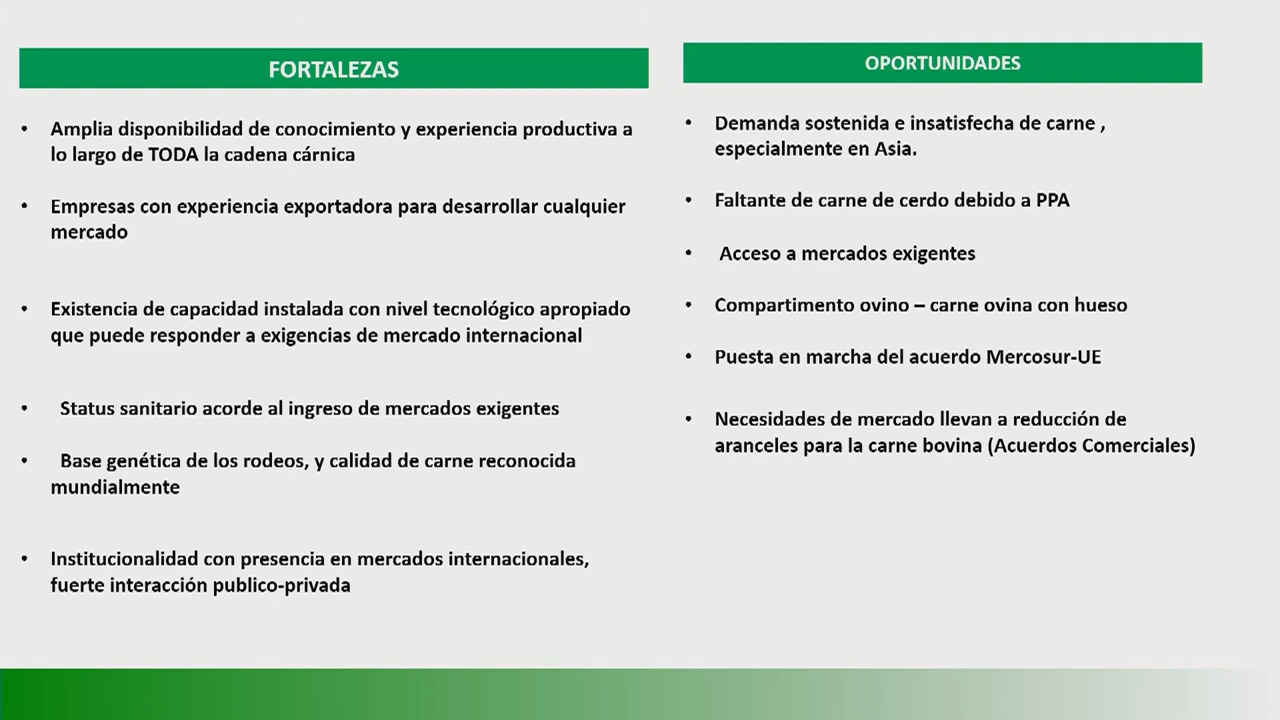 FORTALEZAS
• Amplia disponibilidad de conocimiento y experiencia productiva a
lo largo de TODA la cadena cárnica
• Empresas con experiencia exportadora para desarrollar cualquier
mercado
• Existencia de capacidad instalada con nivel tecnológico apropiado
que puede responder a exigencias de mercado internacional
• Status sanitario acorde al ingreso de mercados exigentes
• Base genética de los rodeos, y calidad de carne reconocida
mundialmente
• Institucionalidad con presencia en mercados internacionales,
fuerte interacción publico-privada
OPORTUNIDADES
• Demanda sostenida e insatisfecha de carne ,
especialmente en Asia.
• Faltante de carne de cerdo debido a PPA
• Acceso a mercados exigentes
• Compartimento ovino – carne ovina con hueso
• Puesta en marcha del acuerdo Mercosur-UE
• Necesidades de mercado llevan a reducción de
aranceles para la carne bovina (Acuerdos Comerciales)